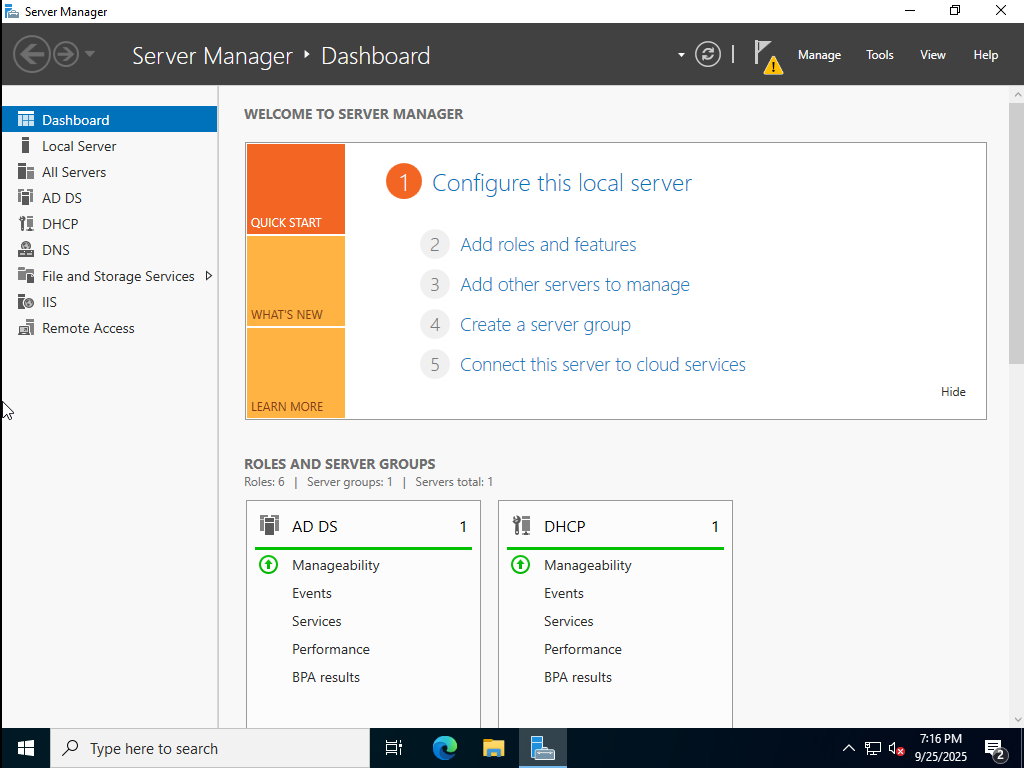 Server Manager
Server Manager ‣ Dashboard
Manage
Tools
View
Help
Dashboard
Local Server
All Servers
AD DS
DHCP
DNS
File and Storage Services
IIS
Remote Access
WELCOME TO SERVER MANAGER
QUICK START
WHAT'S NEW
LEARN MORE
1 Configure this local server
2 Add roles and features
3 Add other servers to manage
4 Create a server group
5 Connect this server to cloud services
Hide
ROLES AND SERVER GROUPS
Roles: 6 | Server groups: 1 | Servers total: 1
AD DS 1
Manageability
Events
Services
Performance
BPA results
DHCP 1
Manageability
Events
Services
Performance
BPA results
Type here to search
7:16 PM
9/25/2025
2